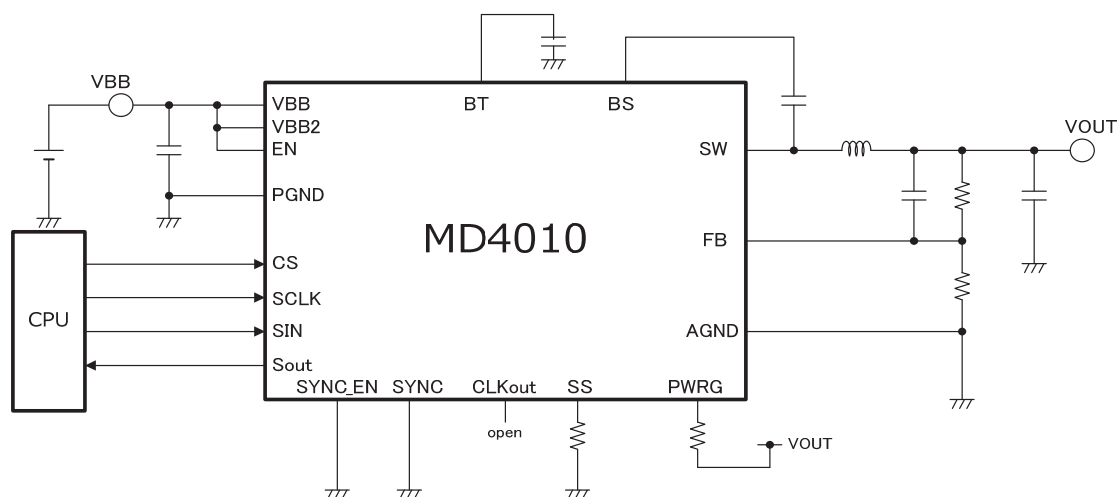 VBB
VBB
VBB2
EN
PGND
BT
BS
VOUT
SW
MD4010
FB
CPU
CS
SCLK
SIN
Sout
AGND
SYNC_EN
SYNC
CLKout
SS
PWRG
open
VOUT